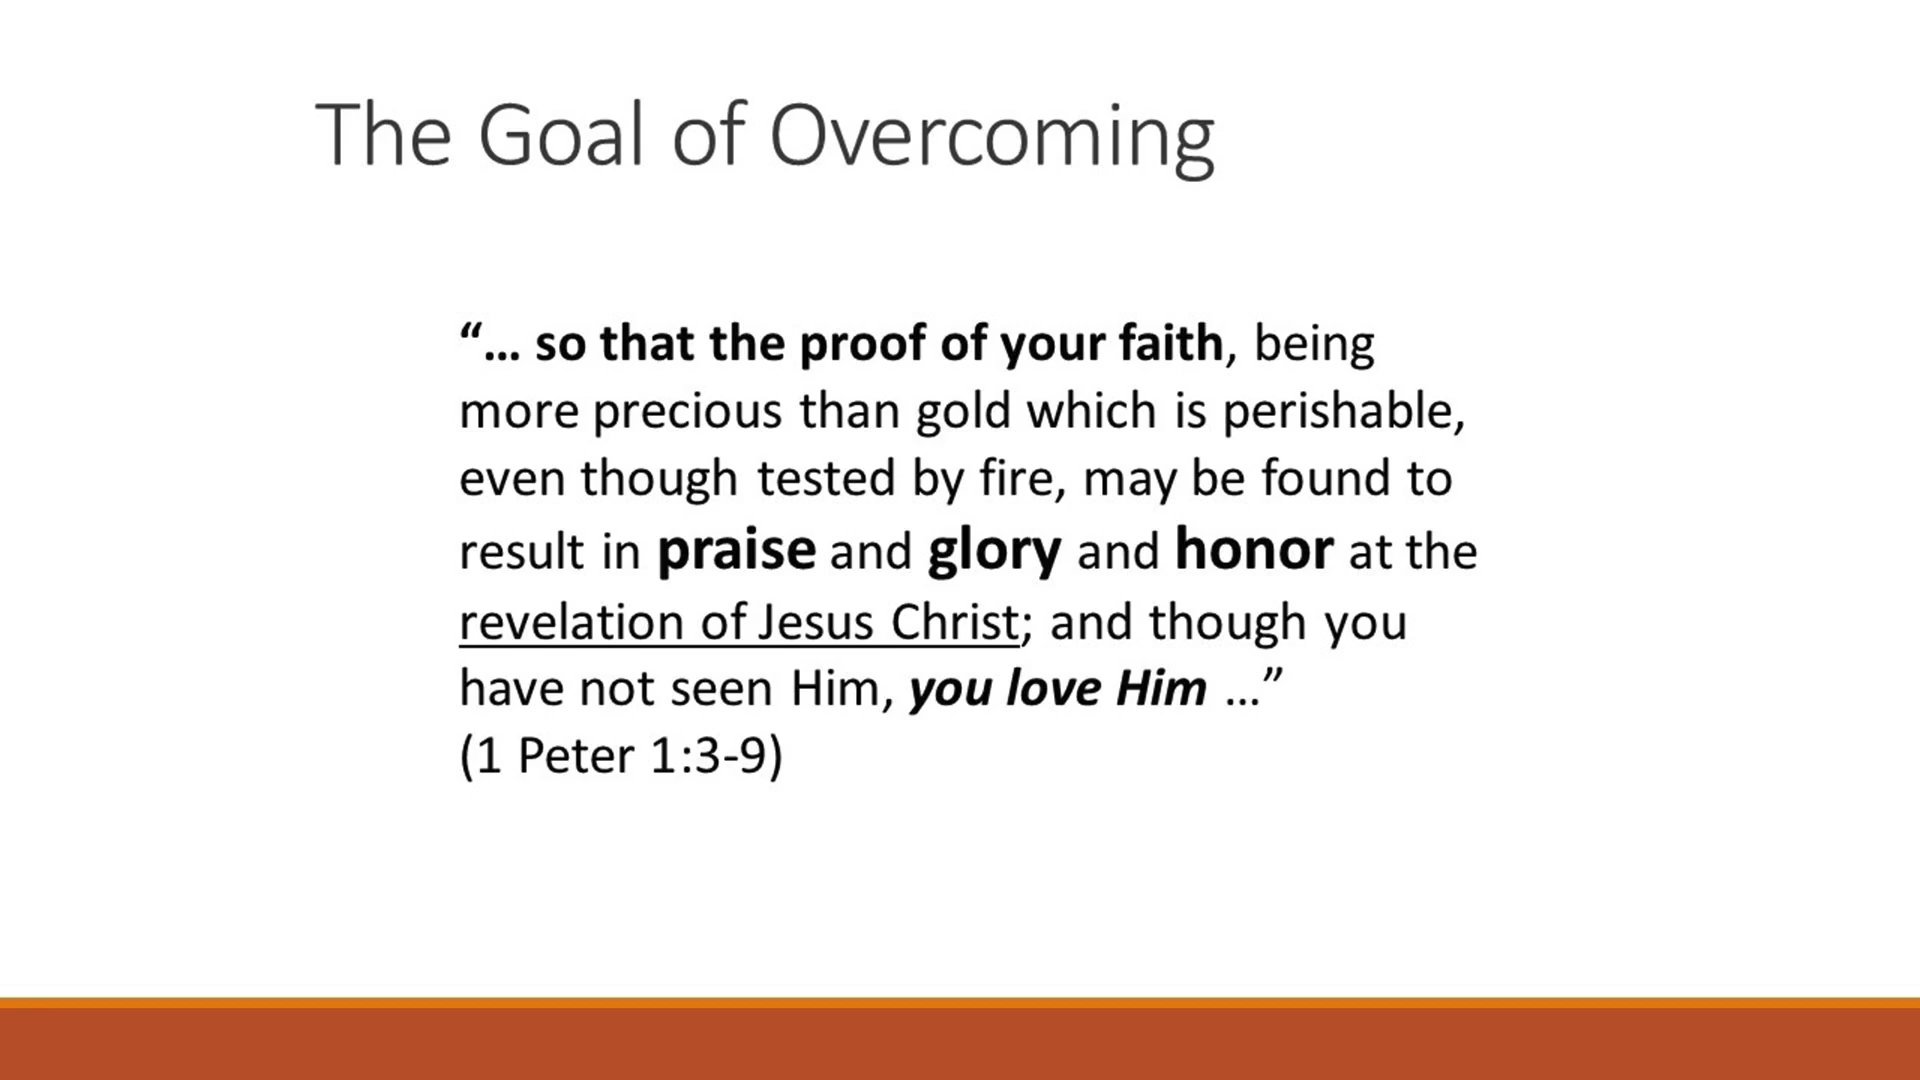 The Goal of Overcoming
“... so that the proof of your faith, being
more precious than gold which is perishable,
even though tested by fire, may be found to
result in praise and glory and honor at the
revelation of Jesus Christ; and though you
have not seen Him, you love Him ...”
(1 Peter 1:3-9)